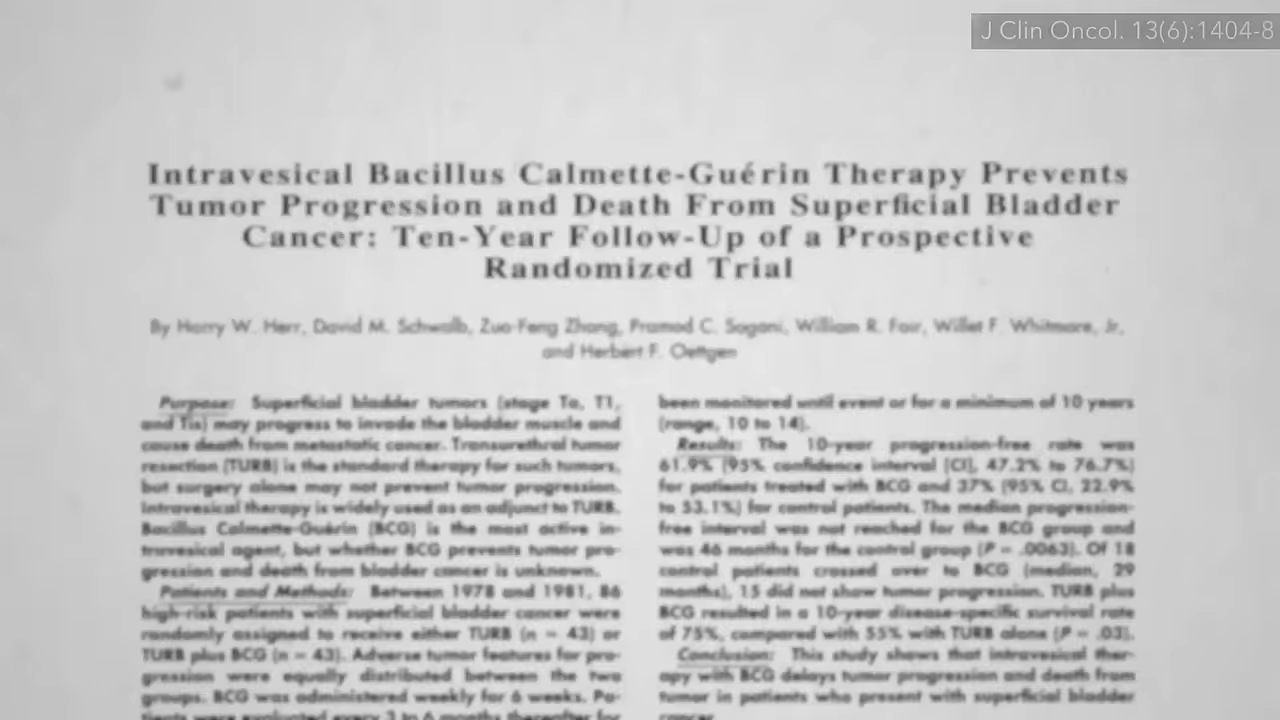 J Clin Oncol. 13(6):1404-8
Intravesical Bacillus Calmette-Guérin Therapy Prevents
Tumor Progression and Death From Superficial Bladder
Cancer: Ten-Year Follow-Up of a Prospective
Randomized Trial
By Harry W. Herr, David M. Schwalb, Zuo-Feng Zhang, Pramod C. Sogani, William R. Fair, Willet F. Whitmore, Jr,
and Herbert F. Oettgen
Purpose: Superficial bladder tumors (stage Ta, T1,
and Tis) may progress to invade the bladder muscle and
cause death from metastatic cancer. Transurethral tumor
resection (TURB) is the standard therapy for such tumors,
but surgery alone may not prevent tumor progression.
Intravesical therapy is widely used as an adjunct to TURB.
Bacillus Calmette-Guérin (BCG) is the most active in-
travesical agent, but whether BCG prevents tumor pro-
gression and death from bladder cancer is unknown.
Patients and Methods: Between 1978 and 1981, 86
high-risk patients with superficial bladder cancer were
randomly assigned to receive either TURB (n = 43) or
TURB plus BCG (n = 43). Adverse tumor features for pro-
gression were equally distributed between the two
groups. BCG was administered weekly for 6 weeks. Pa-
tients were evaluated every 3 to 6 months thereafter for
been monitored until event or for a minimum of 10 years
(range, 10 to 14).
Results: The 10-year progression-free rate was
61.9% (95% confidence interval [CI], 47.2% to 76.7%)
for patients treated with BCG and 37% (95% CI, 22.9%
to 53.1%) for control patients. The median progression-
free interval was not reached for the BCG group and
was 46 months for the control group (P = .0063). Of 18
control patients crossed over to BCG (median, 29
months), 15 did not show tumor progression. TURB plus
BCG resulted in a 10-year disease-specific survival rate
of 75%, compared with 55% with TURB alone (P = .03).
Conclusion: This study shows that intravesical ther-
apy with BCG delays tumor progression and death from
tumor in patients who present with superficial bladder
cancer.